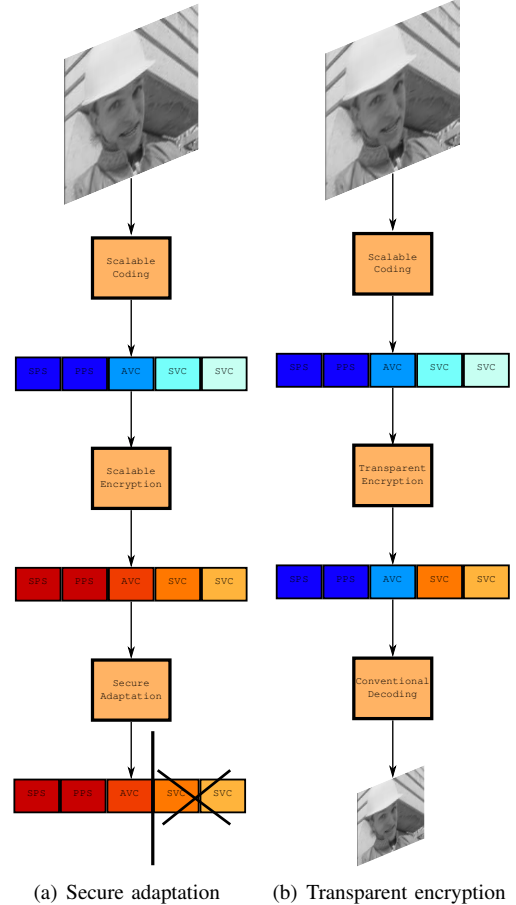 Scalable
Coding
SPS PPS AVC SVC SVC
Scalable
Encryption
SPS PPS AVC SVC SVC
Secure
Adaptation
SPS PPS AVC SVC SVC
(a) Secure adaptation
Scalable
Coding
SPS PPS AVC SVC SVC
Transparent
Encryption
SPS PPS AVC SVC SVC
Conventional
Decoding
(b) Transparent encryption